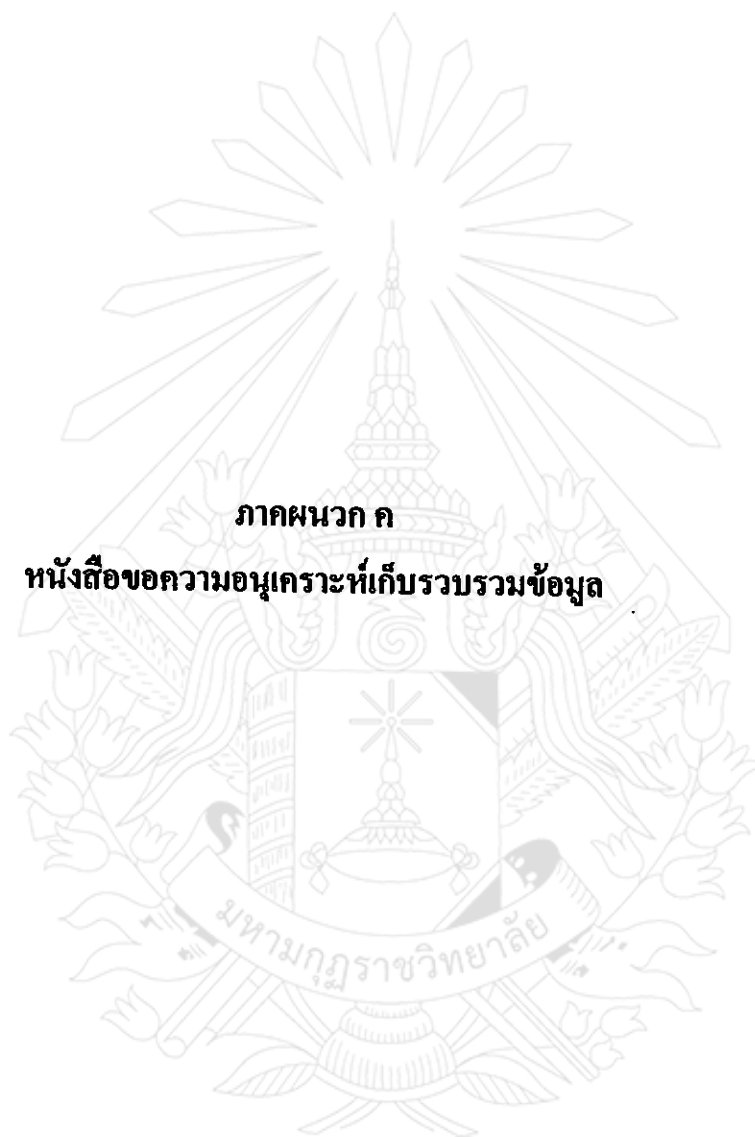 ภาคผนวก ค
หนังสือขอความอนุเคราะห์เก็บรวบรวมข้อมูล
มหามกุฏราชวิทยาลัย